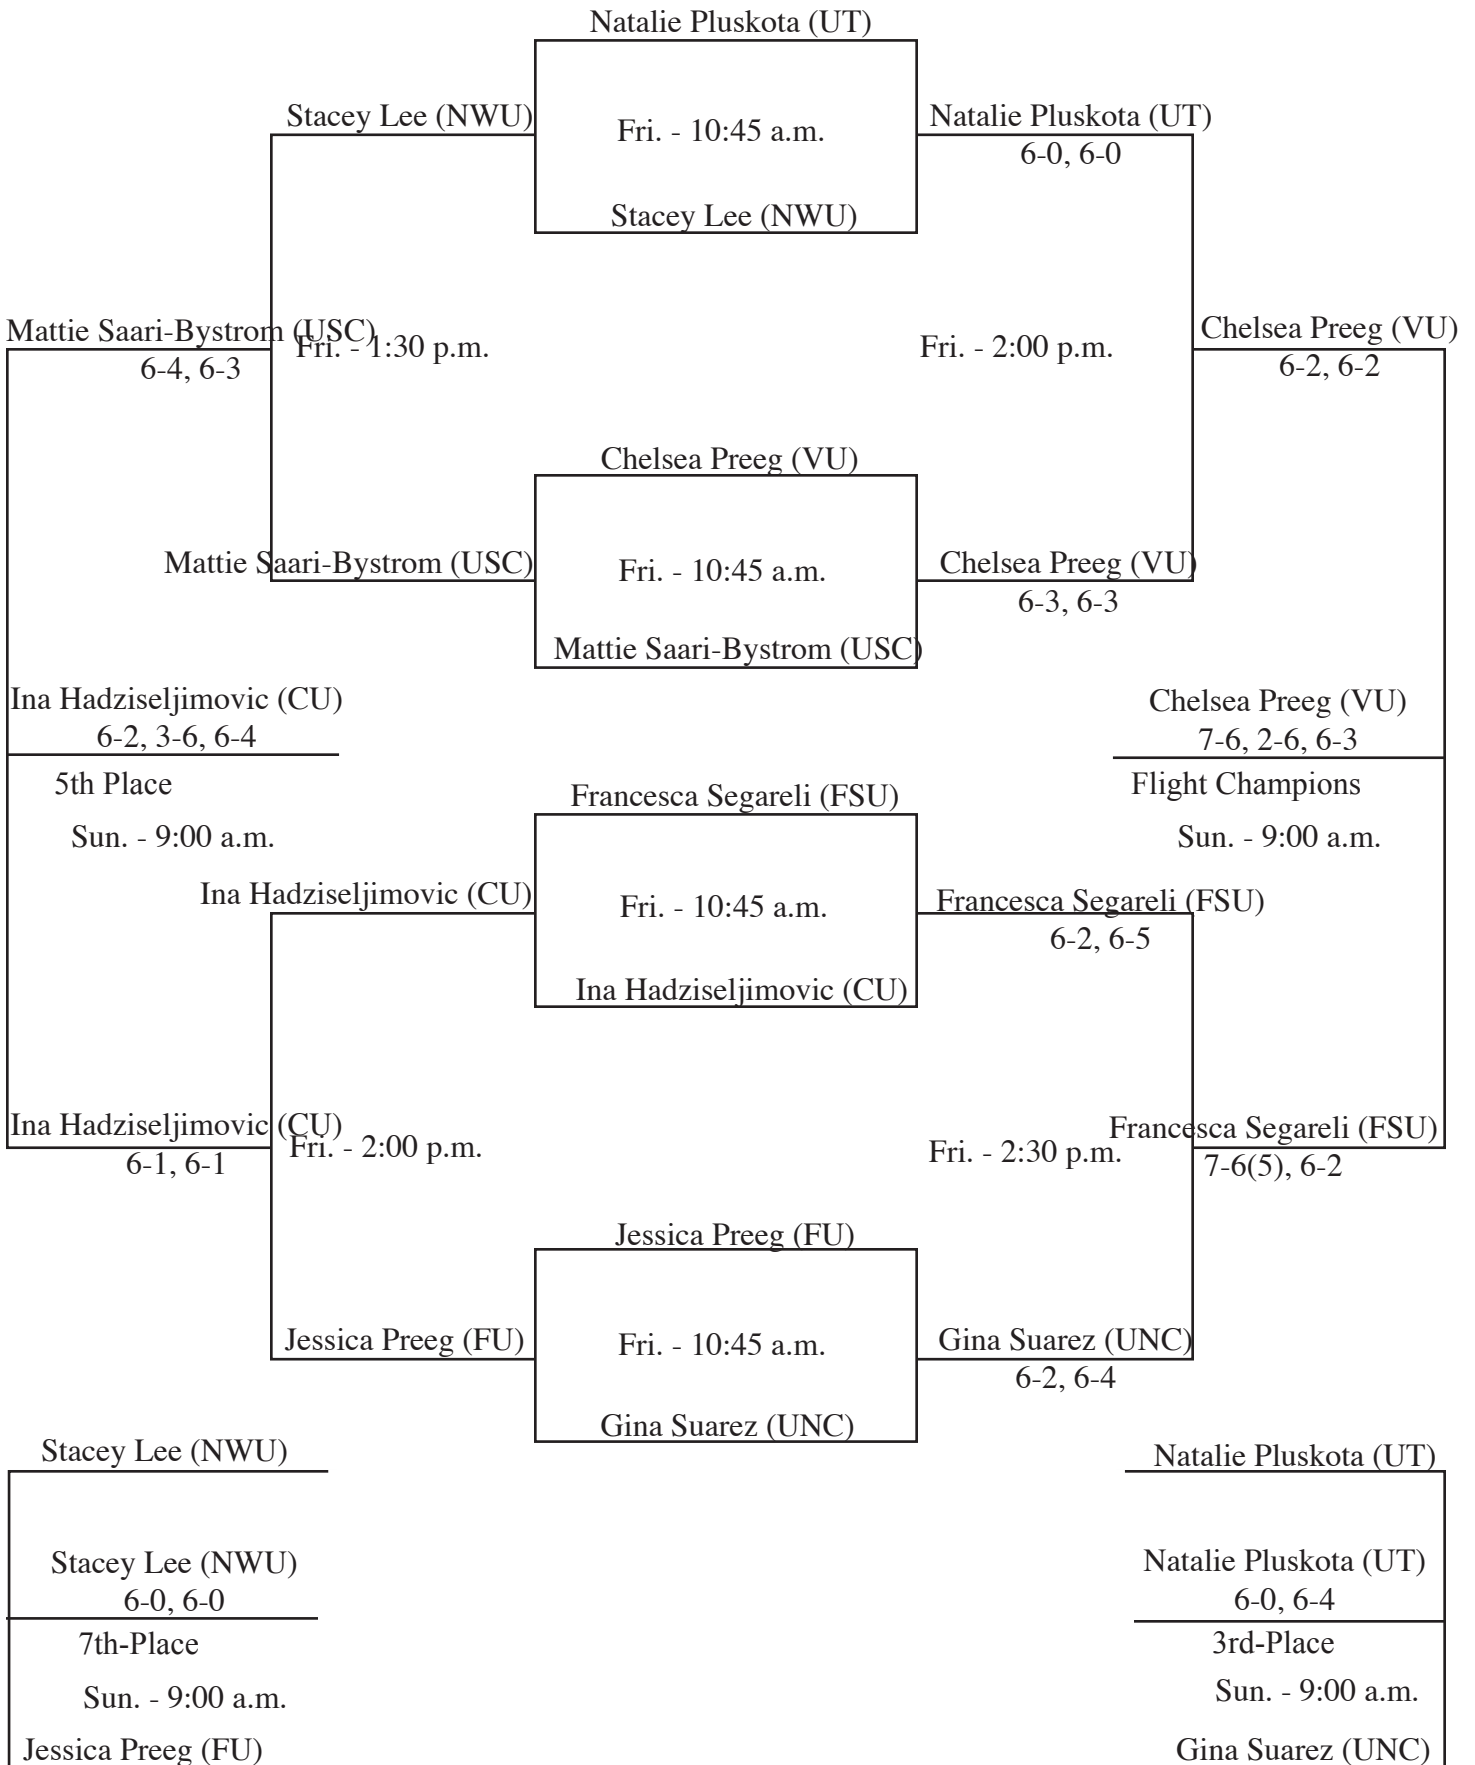 Natalie Pluskota (UT)
Stacey Lee (NWU)
Fri. - 10:45 a.m.
Natalie Pluskota (UT)
6-0, 6-0
Stacey Lee (NWU)
Mattie Saari-Bystrom (USC)
6-4, 6-3
Fri. - 1:30 p.m.
Fri. - 2:00 p.m.
Chelsea Preeg (VU)
6-2, 6-2
Chelsea Preeg (VU)
Mattie Saari-Bystrom (USC)
Fri. - 10:45 a.m.
Chelsea Preeg (VU)
6-3, 6-3
Mattie Saari-Bystrom (USC)
Ina Hadziseljimovic (CU)
6-2, 3-6, 6-4
5th Place
Sun. - 9:00 a.m.
Chelsea Preeg (VU)
7-6, 2-6, 6-3
Flight Champions
Sun. - 9:00 a.m.
Francesca Segareli (FSU)
Ina Hadziseljimovic (CU)
Fri. - 10:45 a.m.
Francesca Segareli (FSU)
6-2, 6-5
Ina Hadziseljimovic (CU)
Ina Hadziseljimovic (CU)
6-1, 6-1
Fri. - 2:00 p.m.
Fri. - 2:30 p.m.
Francesca Segareli (FSU)
7-6(5), 6-2
Jessica Preeg (FU)
Jessica Preeg (FU)
Fri. - 10:45 a.m.
Gina Suarez (UNC)
6-2, 6-4
Gina Suarez (UNC)
Stacey Lee (NWU)
Stacey Lee (NWU)
6-0, 6-0
7th-Place
Sun. - 9:00 a.m.
Jessica Preeg (FU)
Natalie Pluskota (UT)
Natalie Pluskota (UT)
6-0, 6-4
3rd-Place
Sun. - 9:00 a.m.
Gina Suarez (UNC)